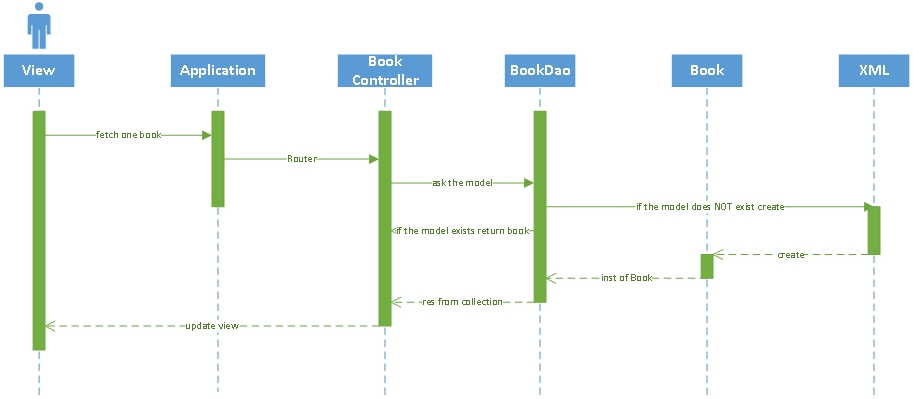 View
Application
Book
Controller
BookDao
Book
XML
fetch one book
Router
ask the model
if the model does NOT exist create
if the model exists return book
create
inst of Book
res from collection
update view